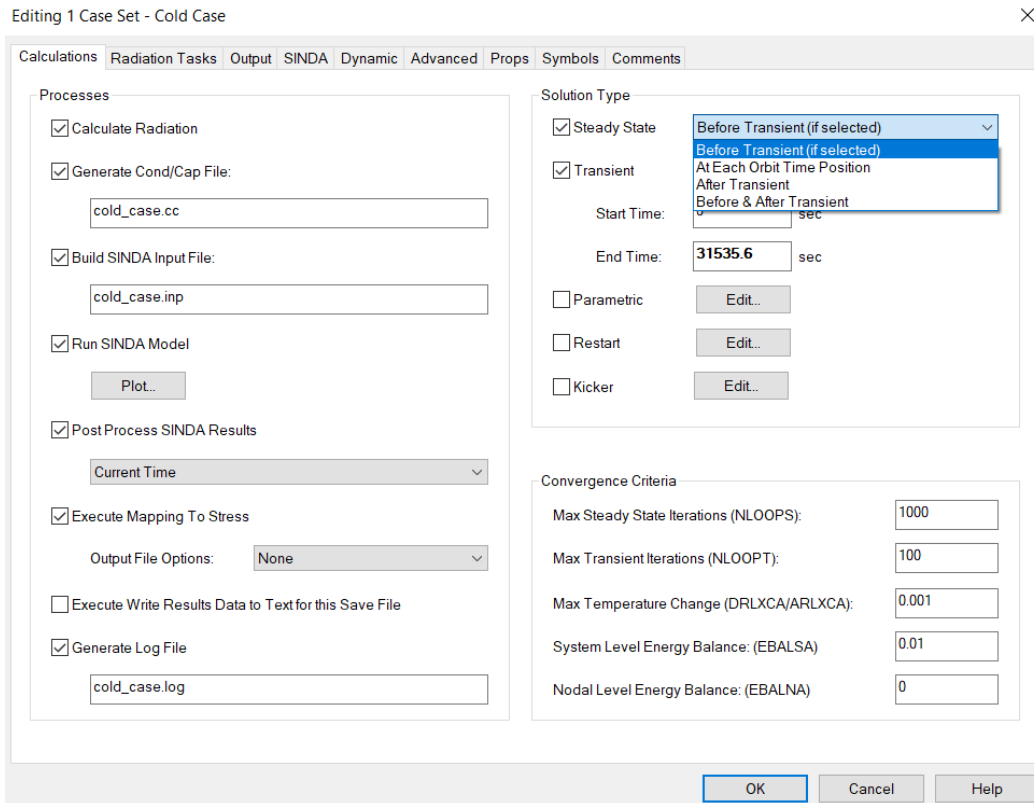 Editing 1 Case Set - Cold Case
Calculations Radiation Tasks Output SINDA Dynamic Advanced Props Symbols Comments
Processes
Calculate Radiation
Generate Cond/Cap File:
cold_case.cc
Build SINDA Input File:
cold_case.inp
Run SINDA Model
Plot...
Post Process SINDA Results
Current Time
Execute Mapping To Stress
Output File Options: None
Execute Write Results Data to Text for this Save File
Generate Log File
cold_case.log
Solution Type
Steady State Before Transient (if selected)
Before Transient (if selected)
At Each Orbit Time Position
After Transient
Before & After Transient
Transient
Start Time: sec
End Time: 31535.6 sec
Parametric Edit...
Restart Edit...
Kicker Edit...
Convergence Criteria
Max Steady State Iterations (NLOOPS): 1000
Max Transient Iterations (NLOOPT): 100
Max Temperature Change (DRLXCA/ARLXCA): 0.001
System Level Energy Balance: (EBALSA) 0.01
Nodal Level Energy Balance: (EBALNA) 0
OK Cancel Help